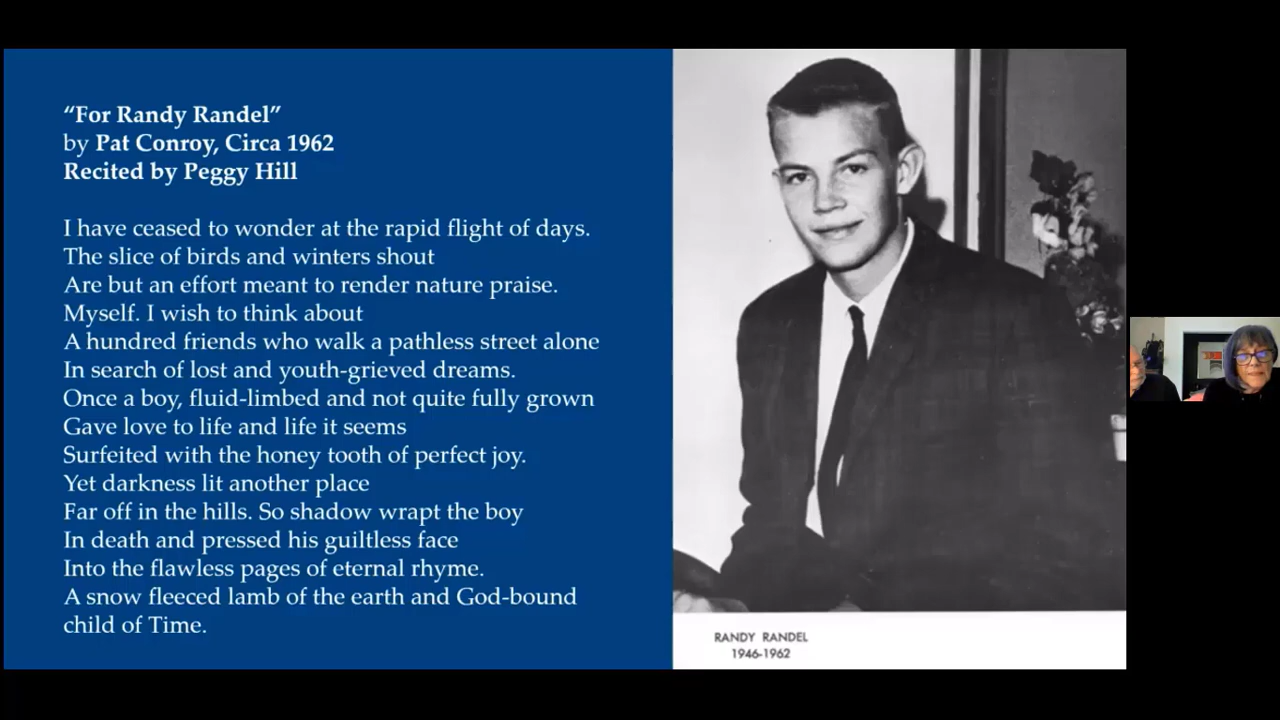 “For Randy Randel”
by Pat Conroy, Circa 1962
Recited by Peggy Hill
I have ceased to wonder at the rapid flight of days.
The slice of birds and winters shout
Are but an effort meant to render nature praise.
Myself. I wish to think about
A hundred friends who walk a pathless street alone
In search of lost and youth-grieved dreams.
Once a boy, fluid-limbed and not quite fully grown
Gave love to life and life it seems
Surfeited with the honey tooth of perfect joy.
Yet darkness lit another place
Far off in the hills. So shadow wrapt the boy
In death and pressed his guiltless face
Into the flawless pages of eternal rhyme.
A snow fleeced lamb of the earth and God-bound
child of Time.
RANDY RANDEL
1946-1962